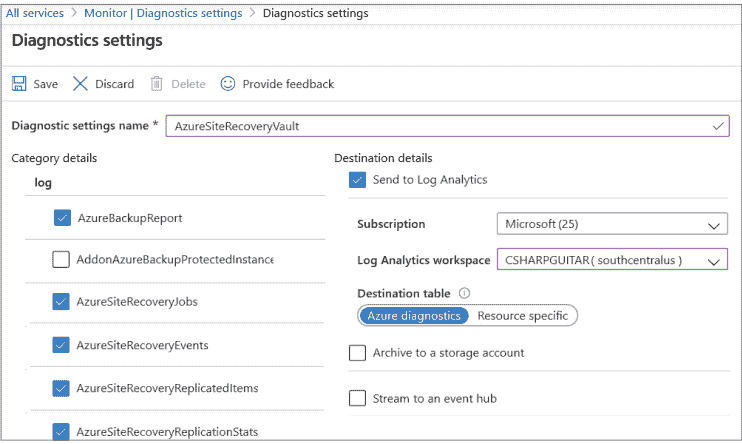 All services > Monitor | Diagnostics settings > Diagnostics settings
Diagnostics settings
Save Discard Delete Provide feedback
Diagnostic settings name * AzureSiteRecoveryVault
Category details
log
AzureBackupReport
AddonAzureBackupProtectedInstance
AzureSiteRecoveryJobs
AzureSiteRecoveryEvents
AzureSiteRecoveryReplicatedItems
AzureSiteRecoveryReplicationStats
Destination details
Send to Log Analytics
Subscription Microsoft (25)
Log Analytics workspace CSHARPGUITAR ( southcentralus )
Destination table
Azure diagnostics Resource specific
Archive to a storage account
Stream to an event hub